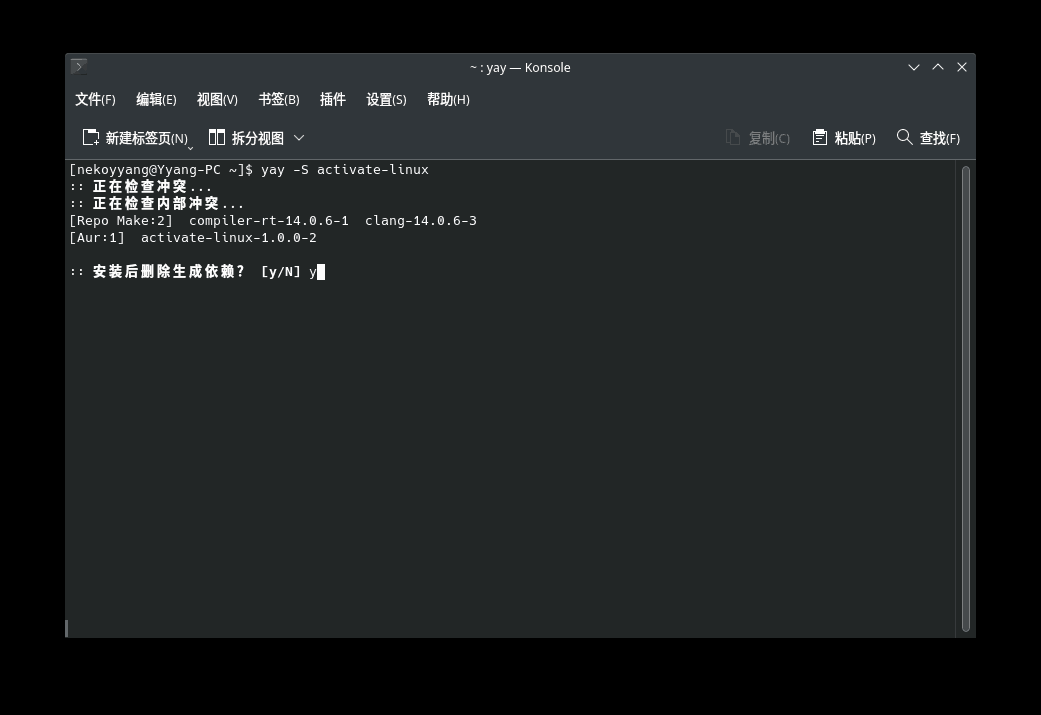 ~ : yay — Konsole
文件(F) 编辑(E) 视图(V) 书签(B) 插件 设置(S) 帮助(H)
新建标签页(N) 拆分视图 复制(C) 粘贴(P) 查找(F)
[nekoyyang@Yyang-PC ~]$ yay -S activate-linux
:: 正在检查冲突...
:: 正在检查内部冲突...
[Repo Make:2]  compiler-rt-14.0.6-1  clang-14.0.6-3
[Aur:1]  activate-linux-1.0.0-2
:: 安装后删除生成依赖? [y/N] y